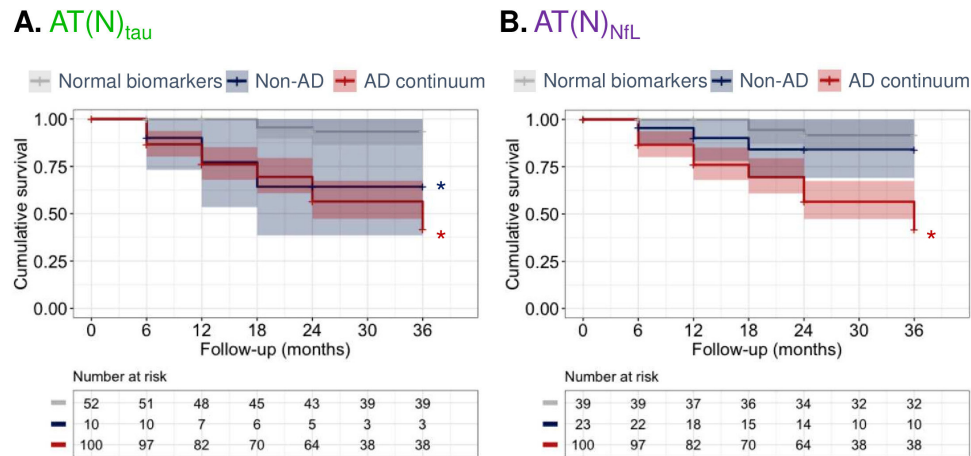 A. AT(N)tau
Normal biomarkers Non-AD AD continuum
Cumulative survival
1.00
0.75
0.50
0.25
0.00
*
*
0 6 12 18 24 30 36
Follow-up (months)
Number at risk
52 51 48 45 43 39 39
10 10 7 6 5 3 3
100 97 82 70 64 38 38
B. AT(N)NfL
Normal biomarkers Non-AD AD continuum
Cumulative survival
1.00
0.75
0.50
0.25
0.00
*
0 6 12 18 24 30 36
Follow-up (months)
Number at risk
39 39 37 36 34 32 32
23 22 18 15 14 10 10
100 97 82 70 64 38 38